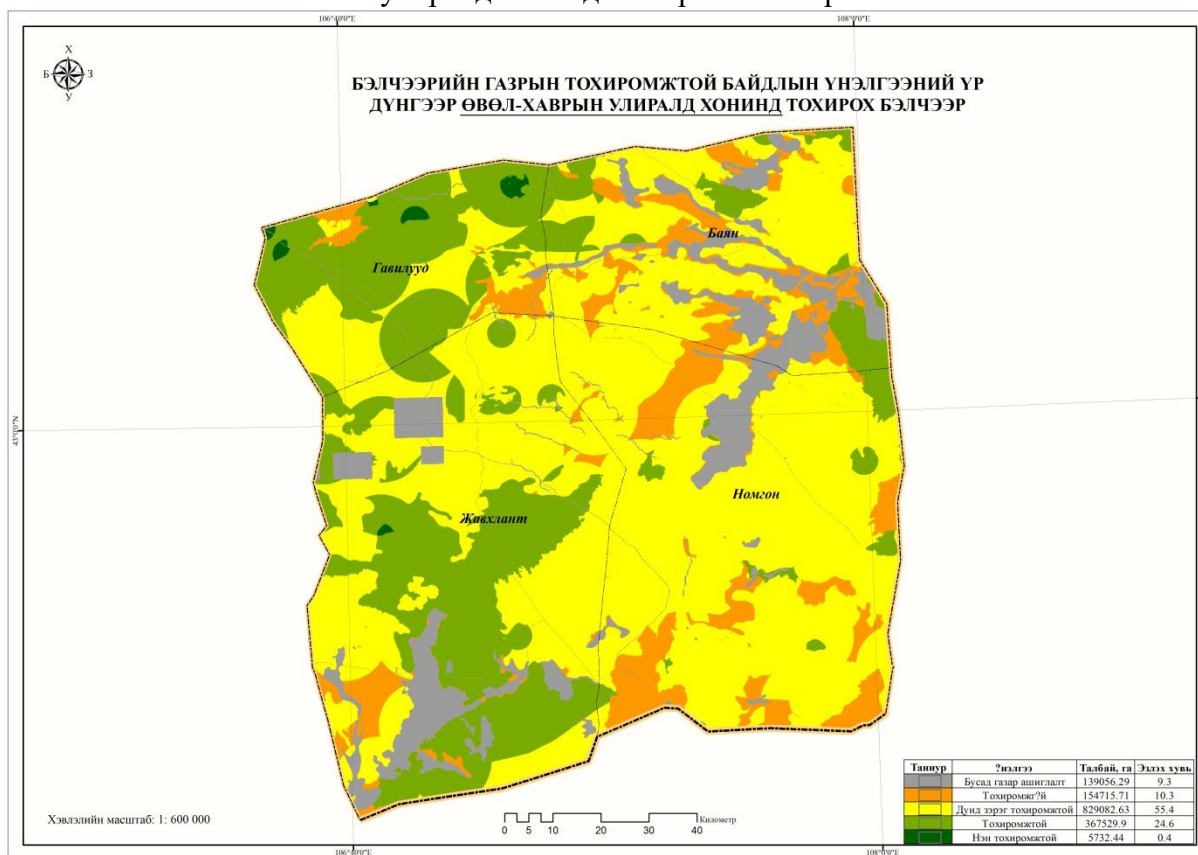 106°40'0"E 108°0'0"E
Х
Б З
У
БЭЛЧЭЭРИЙН ГАЗРЫН ТОХИРОМЖТОЙ БАЙДЛЫН ҮНЭЛГЭЭНИЙ ҮР
ДҮНГЭЭР ӨВӨЛ-ХАВРЫН УЛИРАЛД ХОНИНД ТОХИРОХ БЭЛЧЭЭР
Баян
Гавилууд
43°0'0"N
Номгон
Жавхлант
Таниур ?нэлгээ Талбай, га Эзлэх хувь
Бусад газар ашиглалт 139056.29 9.3
Тохиромжг?й 154715.71 10.3
Дунд зэрэг тохиромжтой 829082.63 55.4
Тохиромжтой 367529.9 24.6
Нэн тохиромжтой 5732.44 0.4
Хэвлэлийн масштаб: 1: 600 000
Километр
0 5 10 20 30 40
106°40'0"E 108°0'0"E